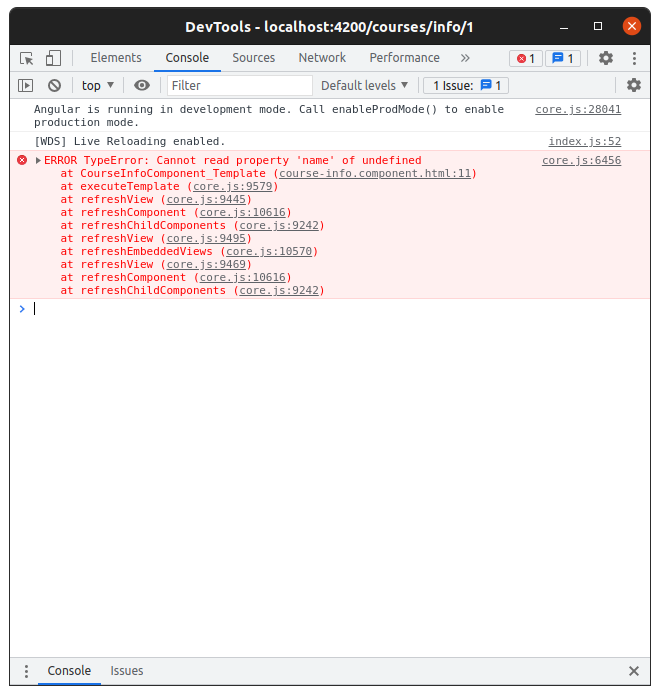 DevTools - localhost:4200/courses/info/1
Elements Console Sources Network Performance 1 1
top Filter Default levels 1 Issue: 1
Angular is running in development mode. Call enableProdMode() to enable core.js:28041
production mode.
[WDS] Live Reloading enabled. index.js:52
ERROR TypeError: Cannot read property 'name' of undefined core.js:6456
at CourseInfoComponent_Template (course-info.component.html:11)
at executeTemplate (core.js:9579)
at refreshView (core.js:9445)
at refreshComponent (core.js:10616)
at refreshChildComponents (core.js:9242)
at refreshView (core.js:9495)
at refreshEmbeddedViews (core.js:10570)
at refreshView (core.js:9469)
at refreshComponent (core.js:10616)
at refreshChildComponents (core.js:9242)
Console Issues